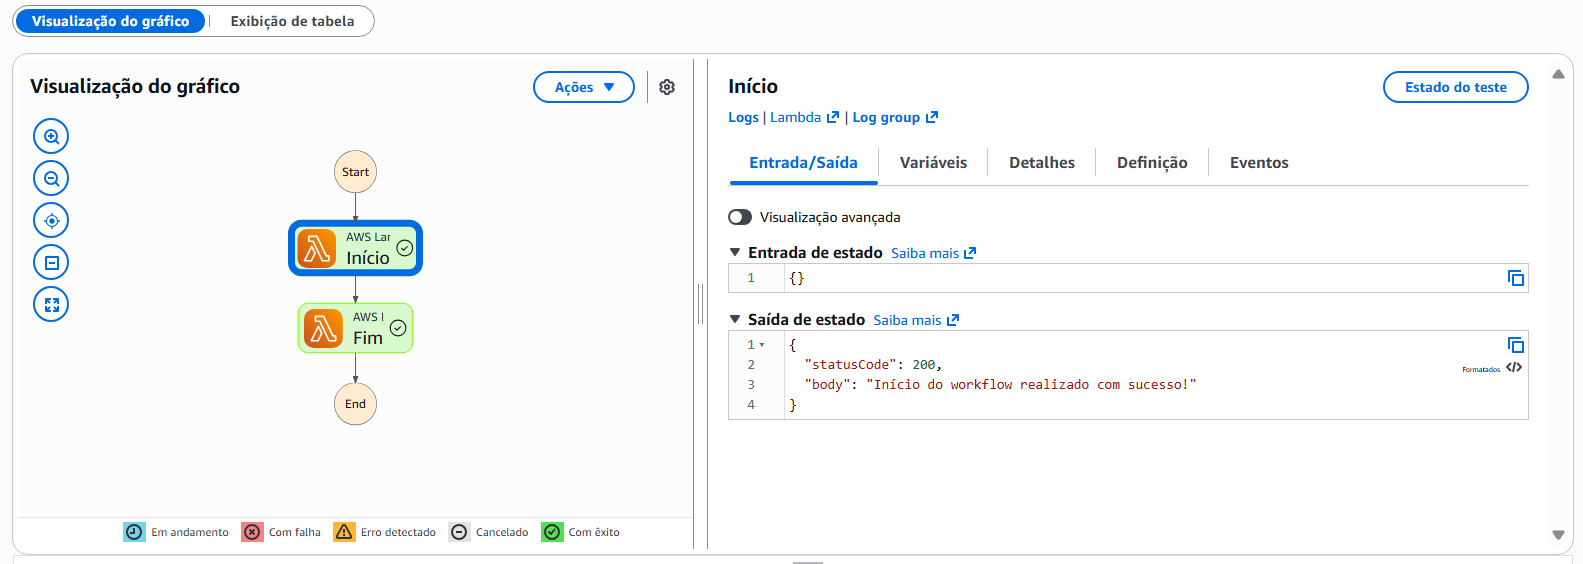 Visualização do gráfico | Exibição de tabela
Visualização do gráfico
Ações
Start
AWS Lar
Início
AWS I
Fim
End
Em andamento
Com falha
Erro detectado
Cancelado
Com êxito
Início
Estado do teste
Logs | Lambda | Log group
Entrada/Saída
Variáveis
Detalhes
Definição
Eventos
Visualização avançada
Entrada de estado Saiba mais
1 {}
Saída de estado Saiba mais
1 {
2 "statusCode": 200,
Formatados </>
3 "body": "Início do workflow realizado com sucesso!"
4 }